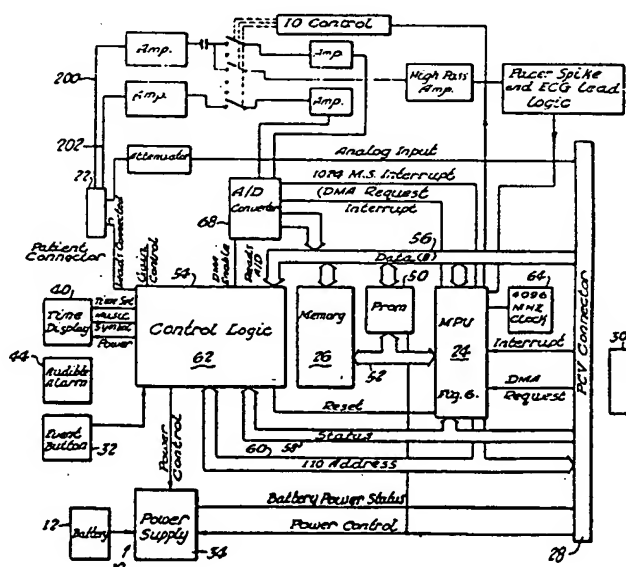 IO Control
Amp.
Amp.
200
High Pass
Amp.
Pacer Spike
and ECG Lead
Logic
Amp.
Amp.
202
22
Attenuator
Analog Input
1024 M.S. Interrupt
A/D
Converter
(DMA Request
Interrupt
68
Patient
Connector
Leads Connected
Gain
Control
DMA
Enable
Reads
A/D
56
Data (8)
54
50
64
40
Time
Display
Time Set
Music
Symbol
Power
Control Logic
62
Memory
26
Prom
MPU
24
Fig. 6.
4096
MHZ
Clock
PCV Connector
30
44
Audible
Alarm
52
Interrupt
DMA
Request
Reset
Event
Button
32
Power
Control
Status
60
58
I/O Address
Battery Power Status
12
Battery
Power
Supply
34
Power Control
28